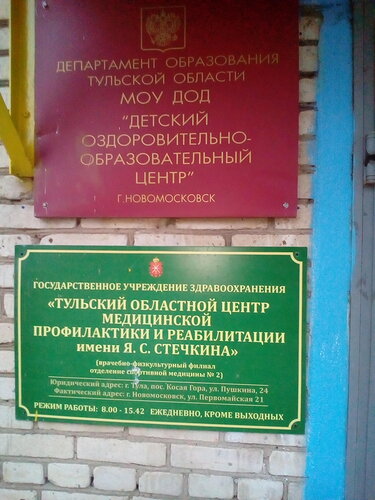 ДЕПАРТАМЕНТ ОБРАЗОВАНИЯ
ТУЛЬСКОЙ ОБЛАСТИ
МОУ ДОД
"ДЕТСКИЙ
ОЗДОРОВИТЕЛЬНО-
ОБРАЗОВАТЕЛЬНЫЙ
ЦЕНТР"
Г.НОВОМОСКОВСК
ГОСУДАРСТВЕННОЕ УЧРЕЖДЕНИЕ ЗДРАВООХРАНЕНИЯ
«ТУЛЬСКИЙ ОБЛАСТНОЙ ЦЕНТР
МЕДИЦИНСКОЙ
ПРОФИЛАКТИКИ И РЕАБИЛИТАЦИИ
имени Я. С. СТЕЧКИНА»
(врачебно-физкультурный филиал
отделение спортивной медицины № 2)
Юридический адрес: г. Тула, пос. Косая Гора, ул. Пушкина, 24
Фактический адрес: г. Новомосковск, ул. Первомайская 21
РЕЖИМ РАБОТЫ: 8.00 - 15.42 ЕЖЕДНЕВНО, КРОМЕ ВЫХОДНЫХ